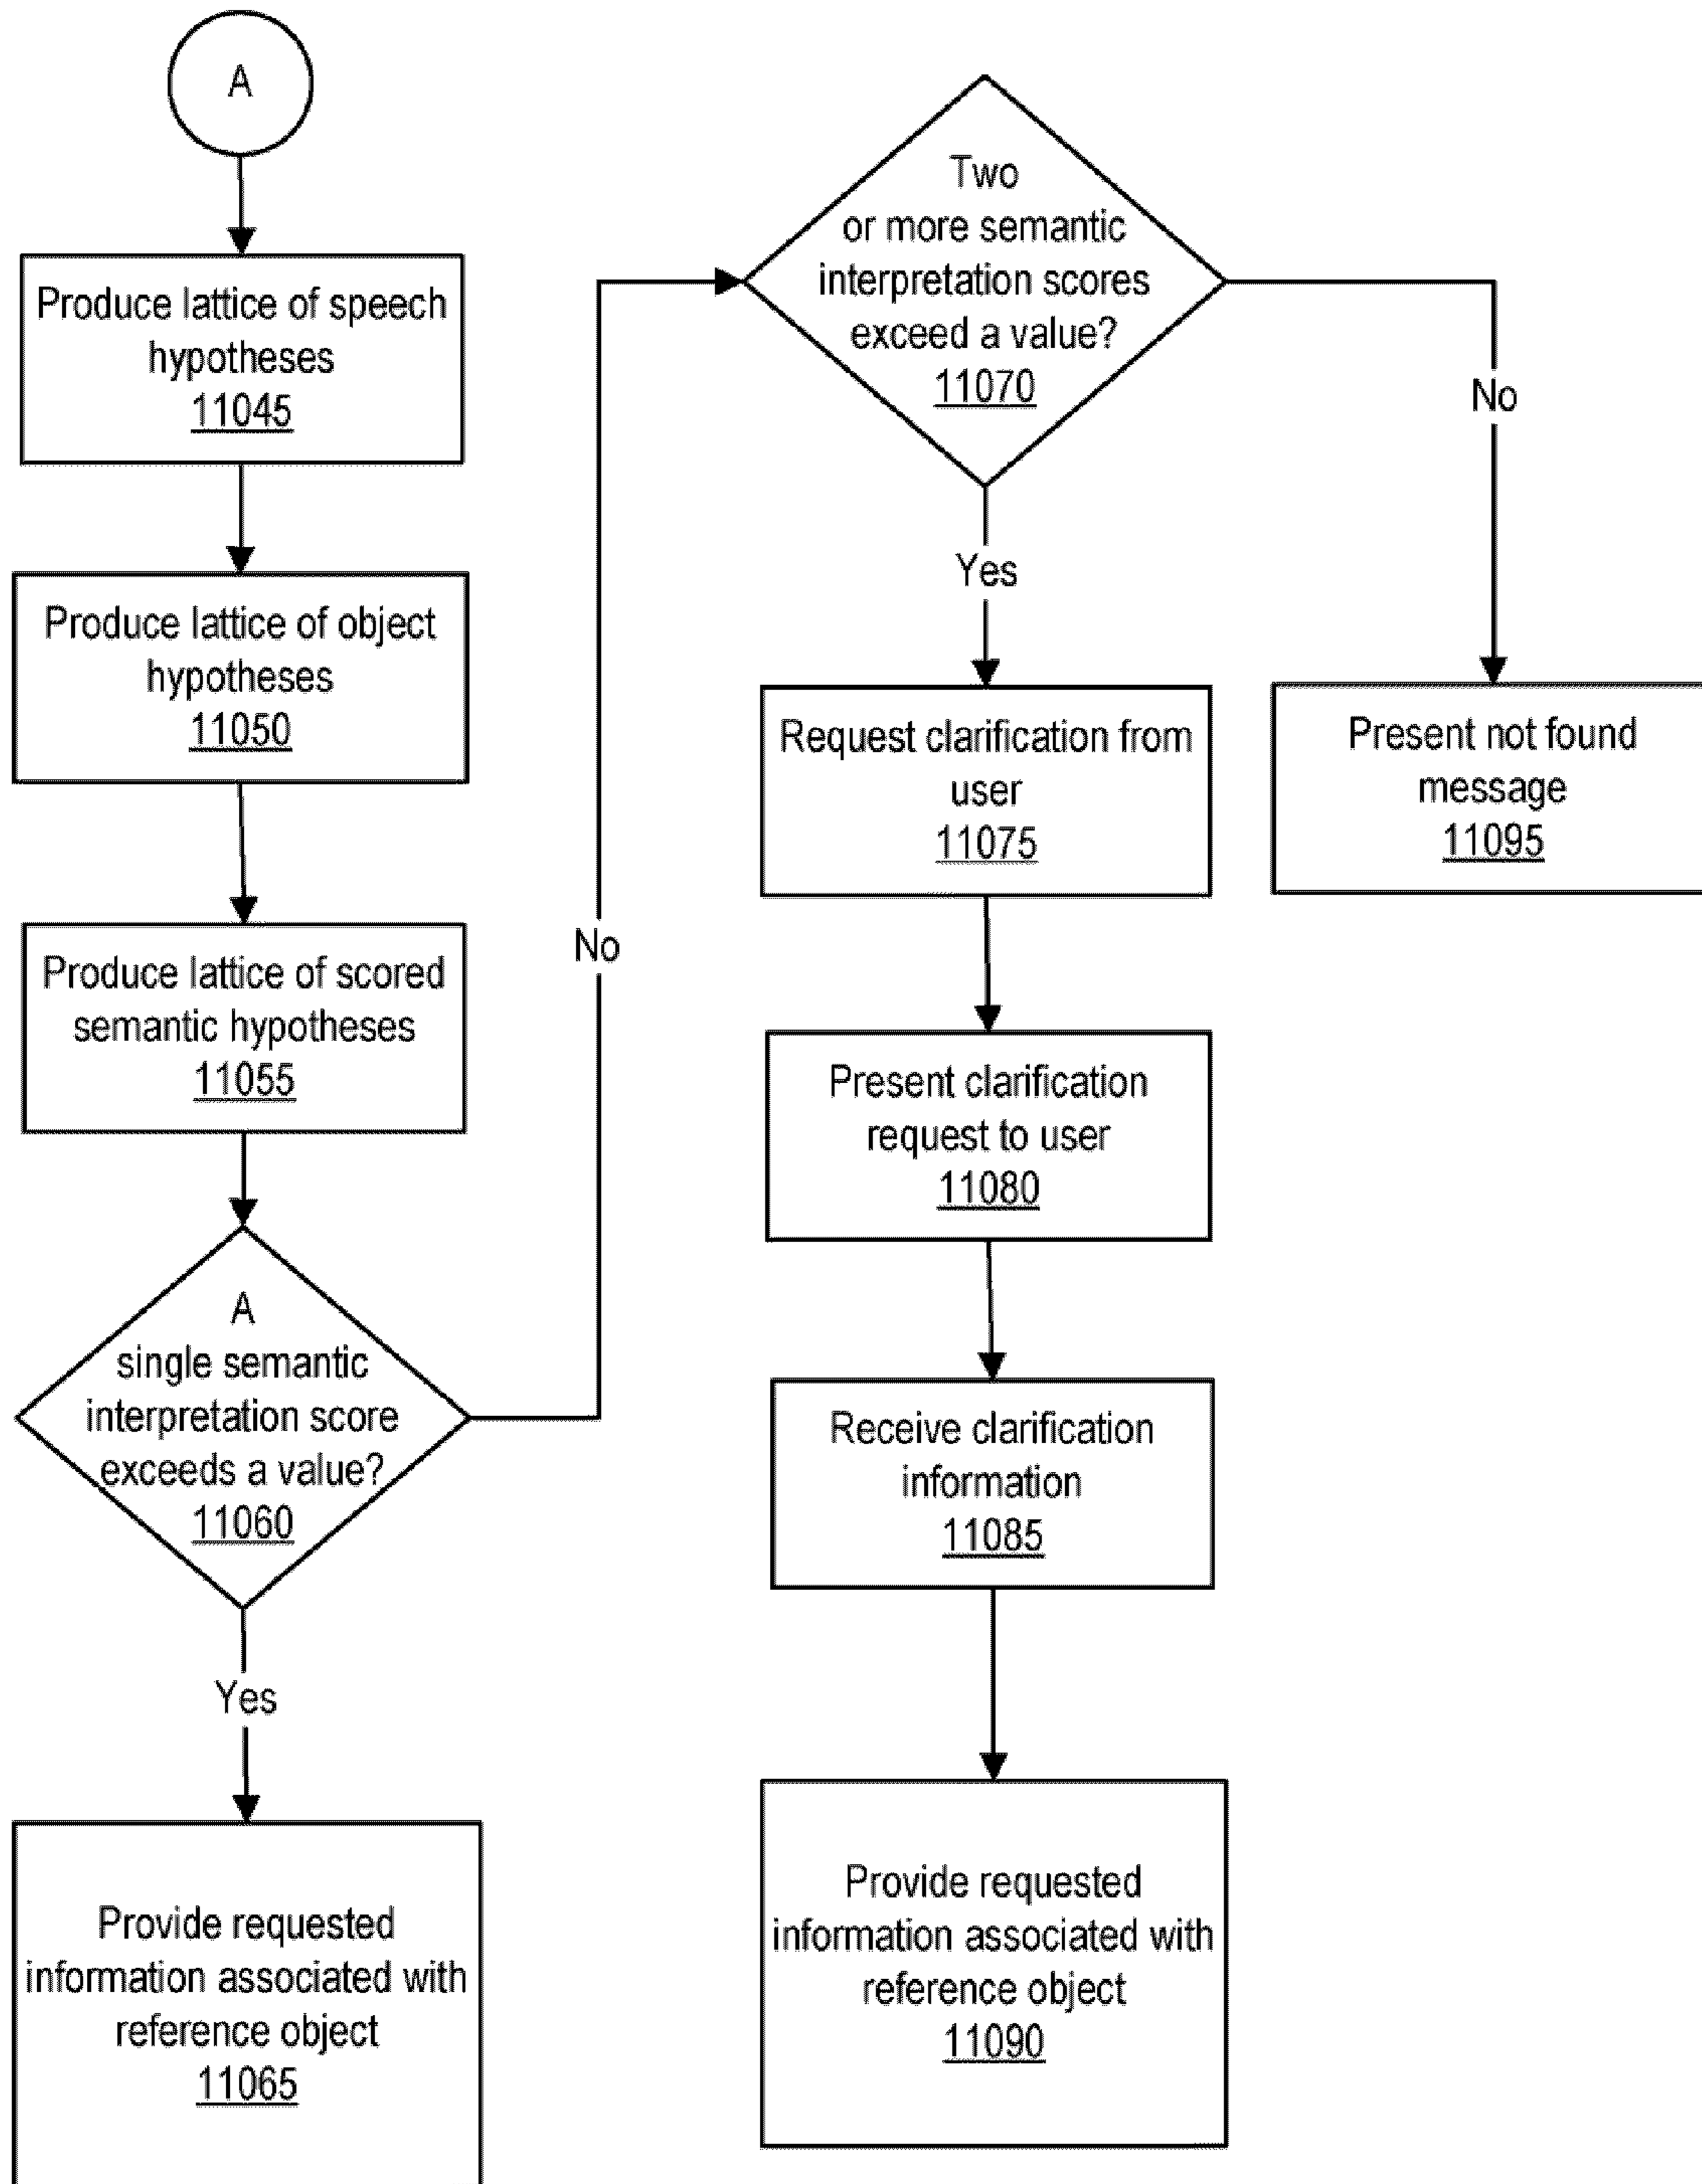 A
Produce lattice of speech
hypotheses
11045
Produce lattice of object
hypotheses
11050
Produce lattice of scored
semantic hypotheses
11055
A
single semantic
interpretation score
exceeds a value?
11060
Yes
Provide requested
information associated with
reference object
11065
No
Two
or more semantic
interpretation scores
exceed a value?
11070
Yes
Request clarification from
user
11075
Present clarification
request to user
11080
Receive clarification
information
11085
Provide requested
information associated with
reference object
11090
No
Present not found
message
11095